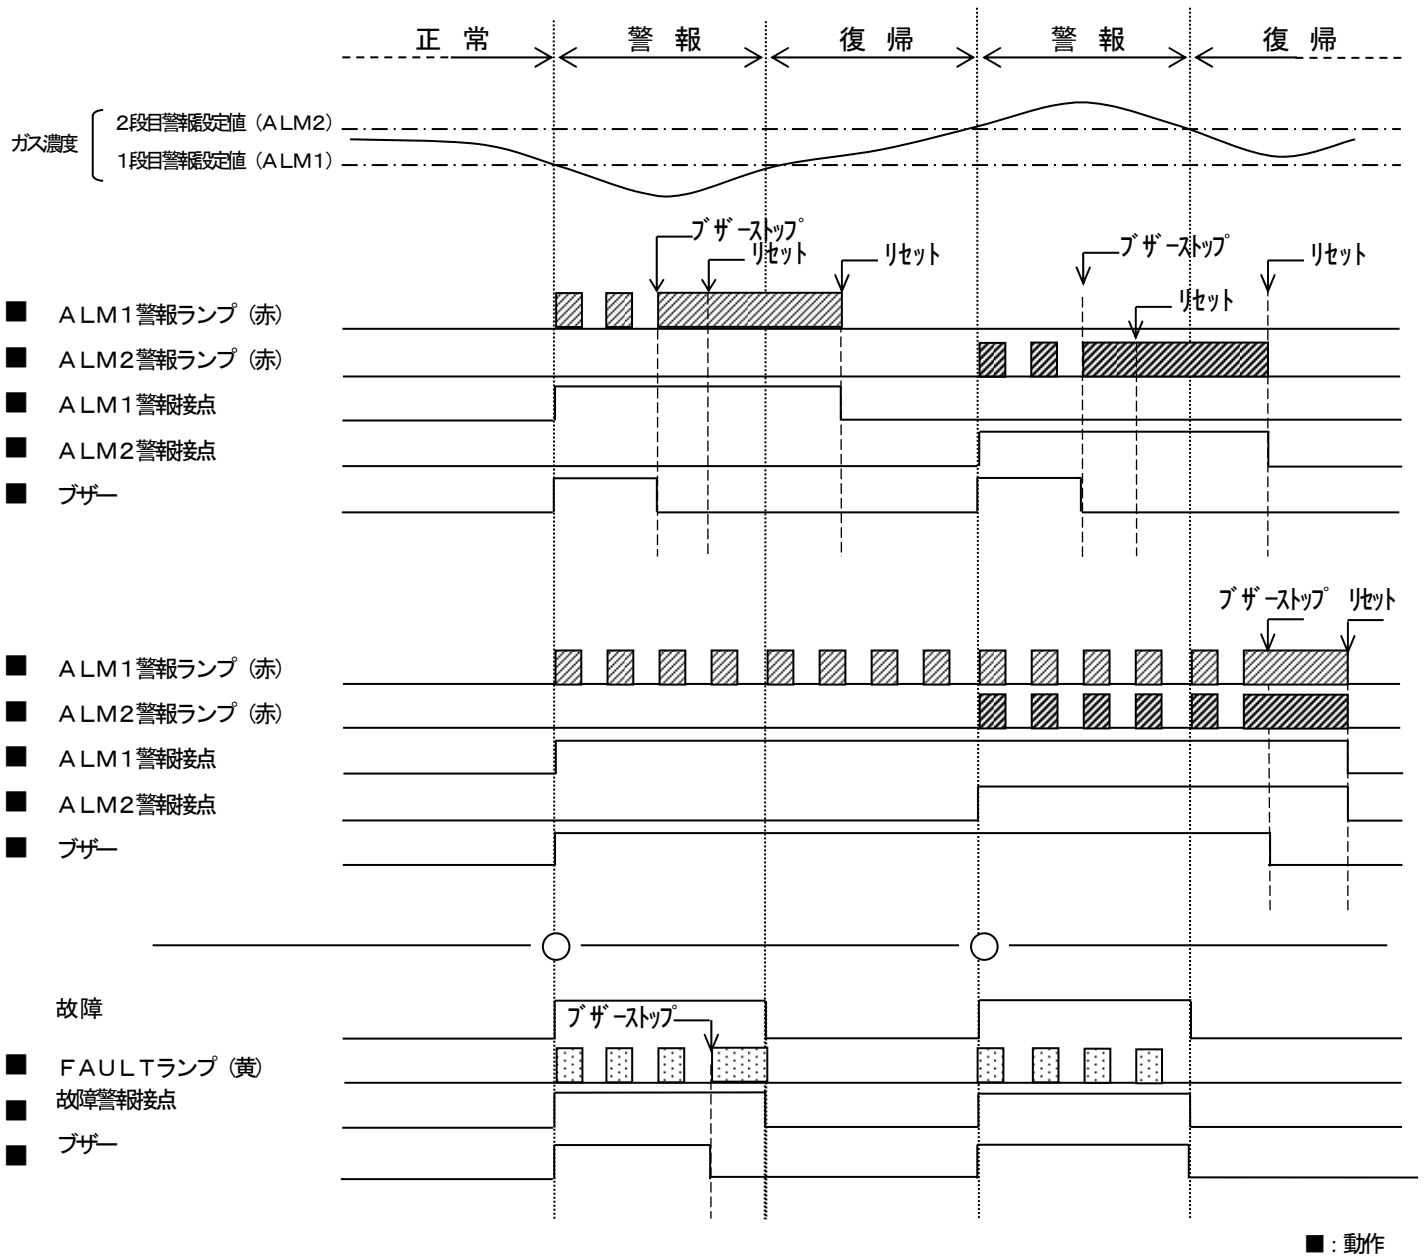 正 常
警 報
復 帰
警 報
復 帰
ガス濃度
2段目警報設定値（ALM2）
1段目警報設定値（ALM1）
ブザーストップ
リセット
リセット
ブザーストップ
リセット
リセット
■ ALM1警報ランプ（赤）
■ ALM2警報ランプ（赤）
■ ALM1警報接点
■ ALM2警報接点
■ ブザー
ブザーストップ
リセット
■ ALM1警報ランプ（赤）
■ ALM2警報ランプ（赤）
■ ALM1警報接点
■ ALM2警報接点
■ ブザー
故障
ブザーストップ
■ FAULTランプ（黄）
■ 故障警報接点
■ ブザー
■：動作